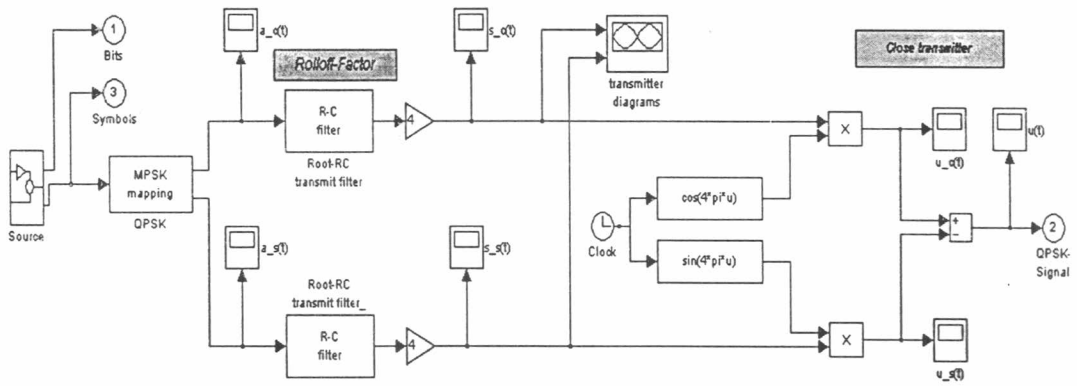 1
Bits
3
Symbols
Source
MPSK
mapping
QPSK
a_c(t)
Rolloff-Factor
R-C
filter
Root-RC
transmit filter
4
s_c(t)
transmitter
diagrams
Close transmitter
X
u_c(t)
u(t)
cos(4*pi*u)
Clock
sin(4*pi*u)
+
−
2
QPSK-
Signal
a_s(t)
Root-RC
transmit filter_
R-C
filter
4
s_s(t)
X
u_s(t)